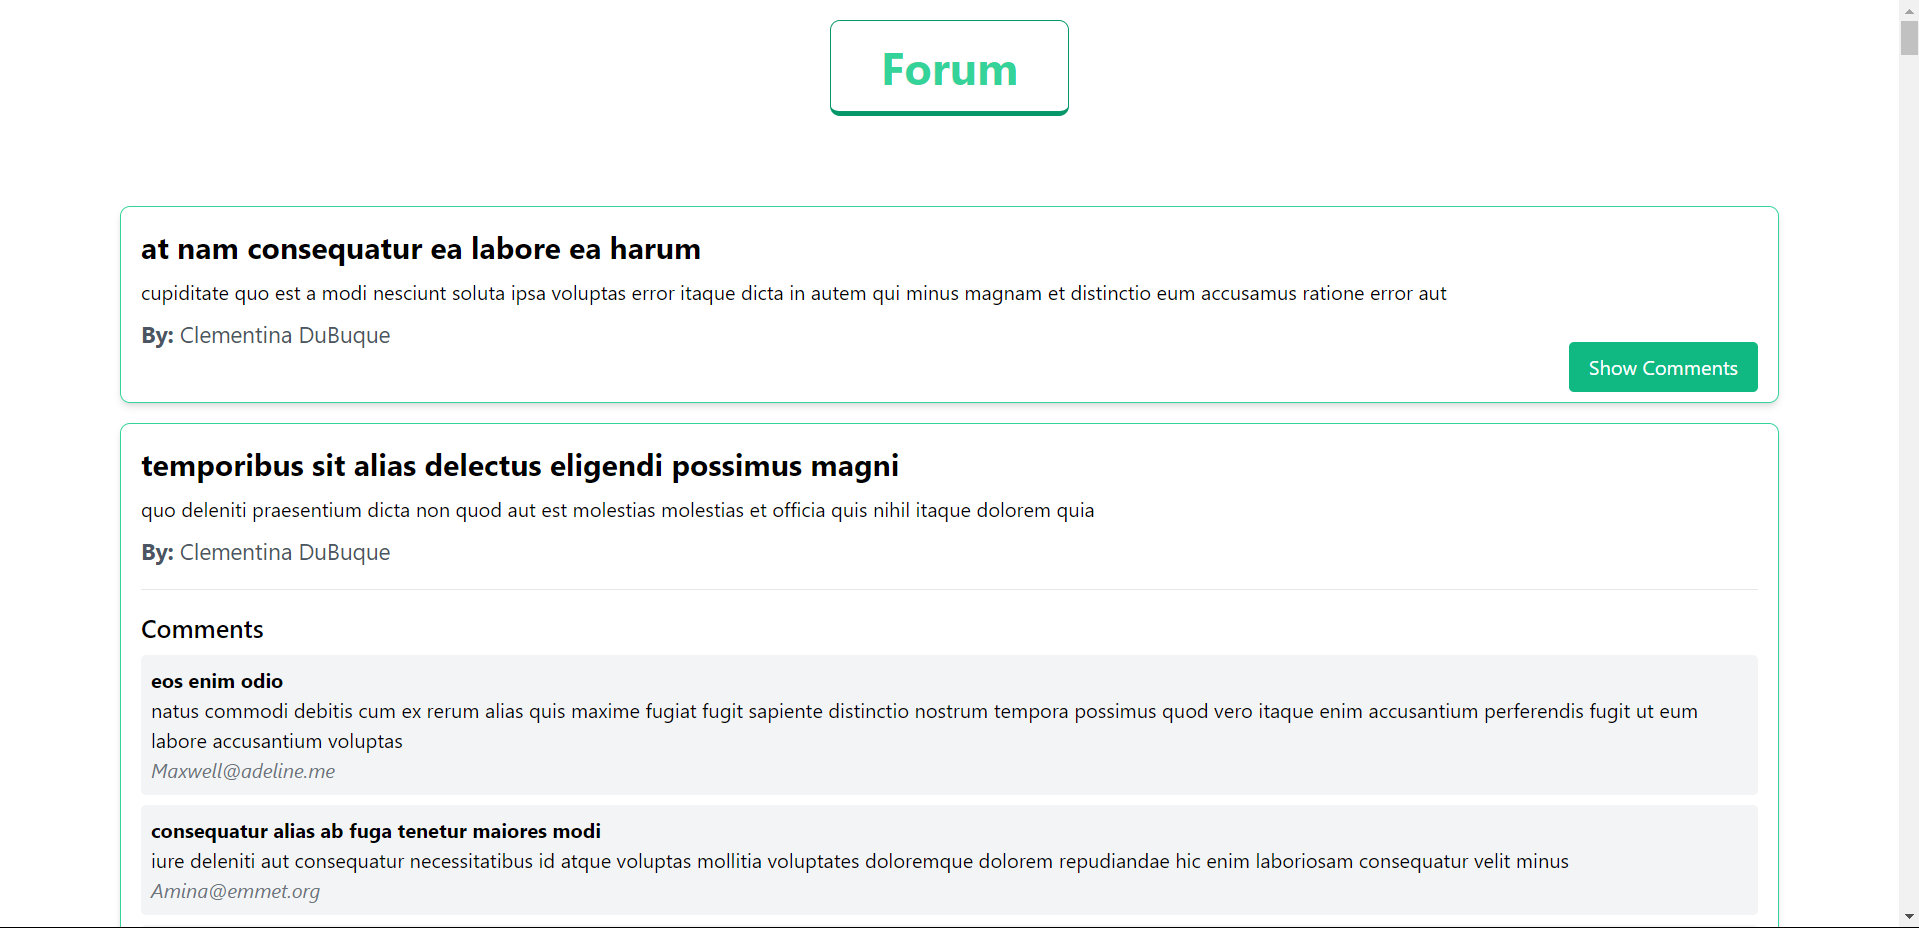 Forum
at nam consequatur ea labore ea harum
cupiditate quo est a modi nesciunt soluta ipsa voluptas error itaque dicta in autem qui minus magnam et distinctio eum accusamus ratione error aut
By: Clementina DuBuque
Show Comments
temporibus sit alias delectus eligendi possimus magni
quo deleniti praesentium dicta non quod aut est molestias molestias et officia quis nihil itaque dolorem quia
By: Clementina DuBuque
Comments
eos enim odio
natus commodi debitis cum ex rerum alias quis maxime fugiat fugit sapiente distinctio nostrum tempora possimus quod vero itaque enim accusantium perferendis fugit ut eum
labore accusantium voluptas
Maxwell@adeline.me
consequatur alias ab fuga tenetur maiores modi
iure deleniti aut consequatur necessitatibus id atque voluptas mollitia voluptates doloremque dolorem repudiandae hic enim laboriosam consequatur velit minus
Amina@emmet.org